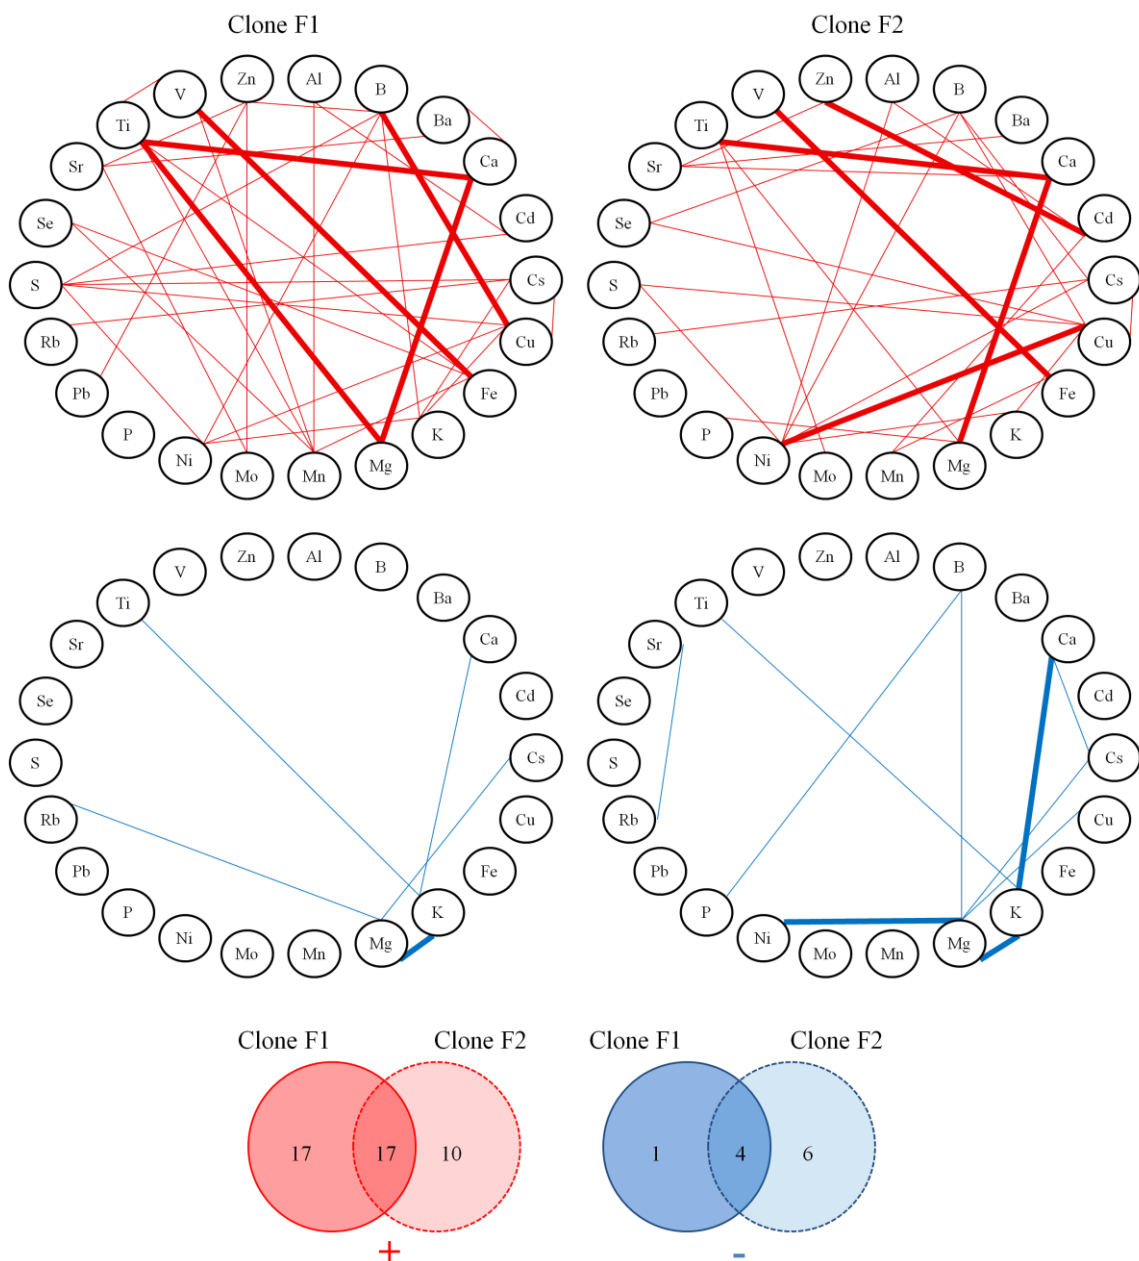 Clone F1
Clone F2
Zn Al
V B
Ti Ba
Sr Ca
Se Cd
S Cs
Rb Cu
Pb Fe
P K
Ni Mg
Mo Mn
Zn Al
V B
Ti Ba
Sr Ca
Se Cd
S Cs
Rb Cu
Pb Fe
P K
Ni Mg
Mo Mn
Zn Al
V B
Ti Ba
Sr Ca
Se Cd
S Cs
Rb Cu
Pb Fe
P K
Ni Mg
Mo Mn
Zn Al
V B
Ti Ba
Sr Ca
Se Cd
S Cs
Rb Cu
Pb Fe
P K
Ni Mg
Mo Mn
Clone F1 Clone F2
17 17 10
+
Clone F1 Clone F2
1 4 6
-